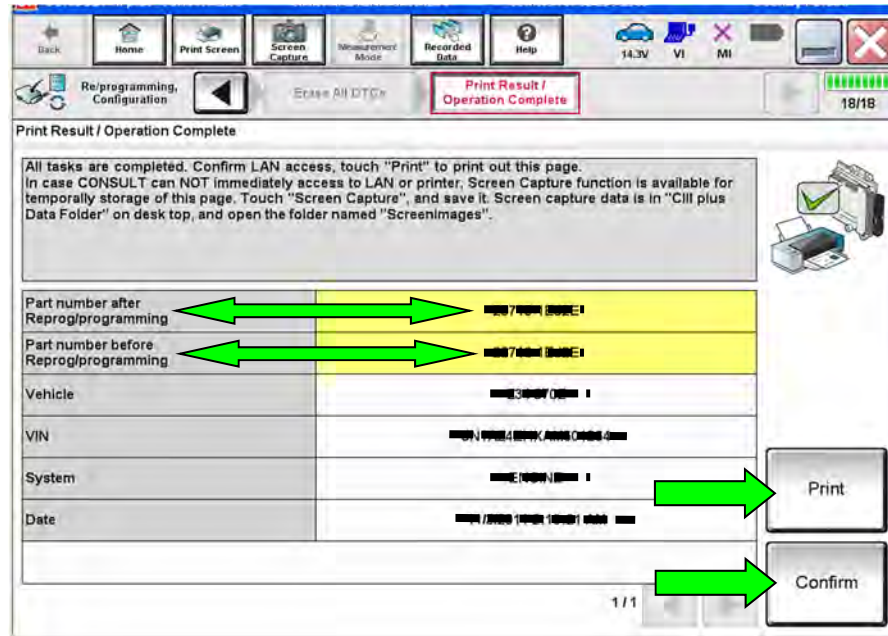 Back
Home
Print Screen
Screen
Capture
Measurement
Mode
Recorded
Data
Help
14.3V
VI
MI
Re/programming,
Configuration
Erase All DTCs
Print Result /
Operation Complete
18/18
Print Result / Operation Complete
All tasks are completed. Confirm LAN access, touch "Print" to print out this page.
In case CONSULT can NOT immediately access to LAN or printer, Screen Capture function is available for
temporally storage of this page. Touch "Screen Capture", and save it. Screen capture data is in "CIII plus
Data Folder" on desk top, and open the folder named "ScreenImages".
Part number after
Reprog/programming
Part number before
Reprog/programming
Vehicle
VIN
System
Date
Print
Confirm
1/1